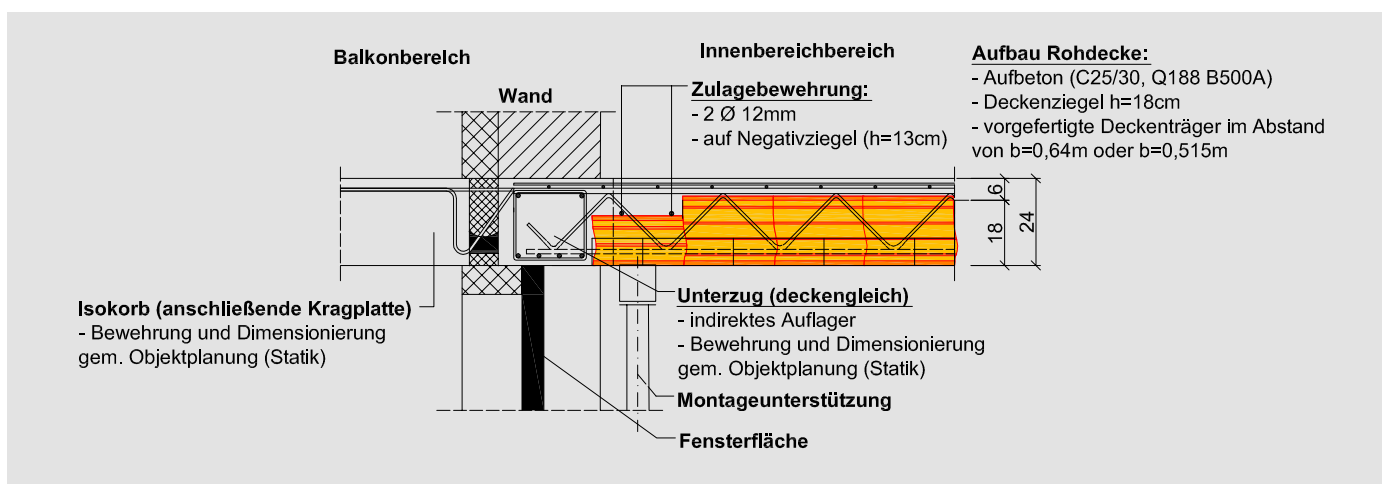 Balkonbereich
Innenbereichbereich
Aufbau Rohdecke:
- Aufbeton (C25/30, Q188 B500A)
- Deckenziegel h=18cm
- vorgefertigte Deckenträger im Abstand
von b=0,64m oder b=0,515m
Zulagebewehrung:
- 2 Ø 12mm
- auf Negativziegel (h=13cm)
Wand
6
18
24
Isokorb (anschließende Kragplatte)
- Bewehrung und Dimensionierung
gem. Objektplanung (Statik)
Unterzug (deckengleich)
- indirektes Auflager
- Bewehrung und Dimensionierung
gem. Objektplanung (Statik)
Montageunterstützung
Fensterfläche